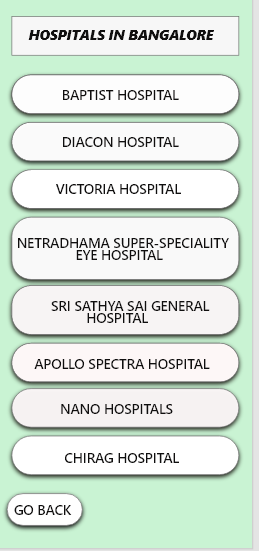 HOSPITALS IN BANGALORE
BAPTIST HOSPITAL
DIACON HOSPITAL
VICTORIA HOSPITAL
NETRADHAMA SUPER-SPECIALITY
EYE HOSPITAL
SRI SATHYA SAI GENERAL
HOSPITAL
APOLLO SPECTRA HOSPITAL
NANO HOSPITALS
CHIRAG HOSPITAL
GO BACK